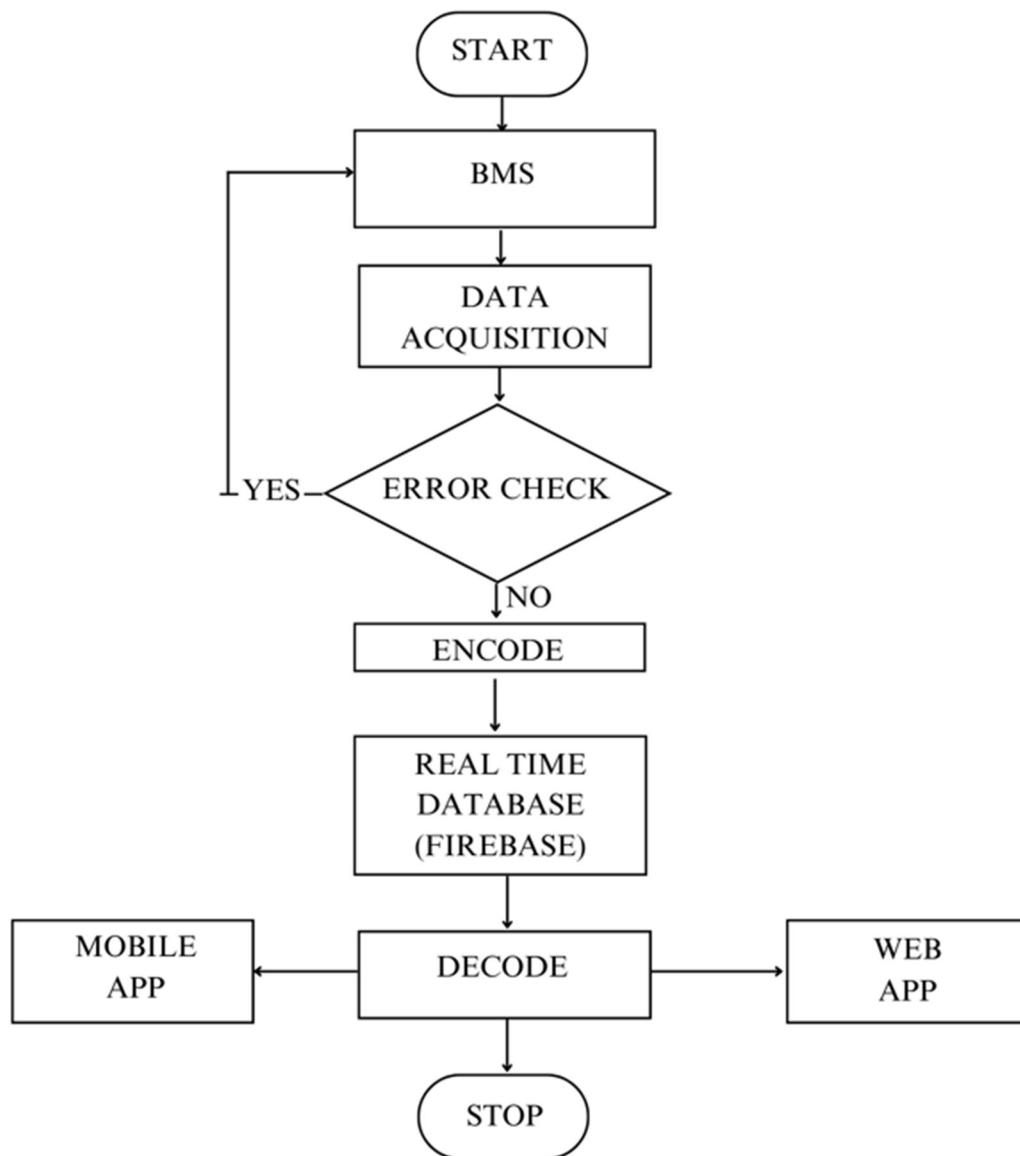 START
BMS
DATA
ACQUISITION
ERROR CHECK
YES
NO
ENCODE
REAL TIME
DATABASE
(FIREBASE)
MOBILE
APP
DECODE
WEB
APP
STOP